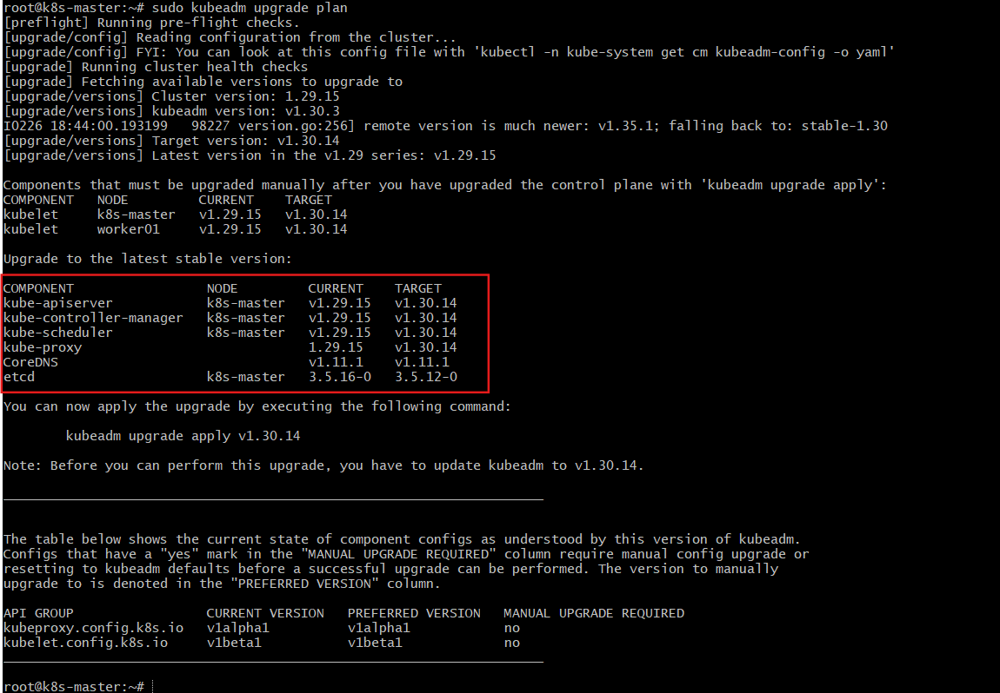 root@k8s-master:~# sudo kubeadm upgrade plan
[preflight] Running pre-flight checks.
[upgrade/config] Reading configuration from the cluster...
[upgrade/config] FYI: You can look at this config file with 'kubectl -n kube-system get cm kubeadm-config -o yaml'
[upgrade] Running cluster health checks
[upgrade] Fetching available versions to upgrade to
[upgrade/versions] Cluster version: 1.29.15
[upgrade/versions] kubeadm version: v1.30.3
I0226 18:44:00.193199   98227 version.go:256] remote version is much newer: v1.35.1; falling back to: stable-1.30
[upgrade/versions] Target version: v1.30.14
[upgrade/versions] Latest version in the v1.29 series: v1.29.15
Components that must be upgraded manually after you have upgraded the control plane with 'kubeadm upgrade apply':
COMPONENT   NODE         CURRENT    TARGET
kubelet     k8s-master   v1.29.15   v1.30.14
kubelet     worker01     v1.29.15   v1.30.14
Upgrade to the latest stable version:
COMPONENT                 NODE         CURRENT    TARGET
kube-apiserver            k8s-master   v1.29.15   v1.30.14
kube-controller-manager   k8s-master   v1.29.15   v1.30.14
kube-scheduler            k8s-master   v1.29.15   v1.30.14
kube-proxy                             1.29.15    v1.30.14
CoreDNS                                v1.11.1    v1.11.1
etcd                      k8s-master   3.5.16-0   3.5.12-0
You can now apply the upgrade by executing the following command:
kubeadm upgrade apply v1.30.14
Note: Before you can perform this upgrade, you have to update kubeadm to v1.30.14.
_____________________________________________________________________
The table below shows the current state of component configs as understood by this version of kubeadm.
Configs that have a "yes" mark in the "MANUAL UPGRADE REQUIRED" column require manual config upgrade or
resetting to kubeadm defaults before a successful upgrade can be performed. The version to manually
upgrade to is denoted in the "PREFERRED VERSION" column.
API GROUP                 CURRENT VERSION   PREFERRED VERSION   MANUAL UPGRADE REQUIRED
kubeproxy.config.k8s.io   v1alpha1          v1alpha1            no
kubelet.config.k8s.io     v1beta1           v1beta1             no
_____________________________________________________________________
root@k8s-master:~#